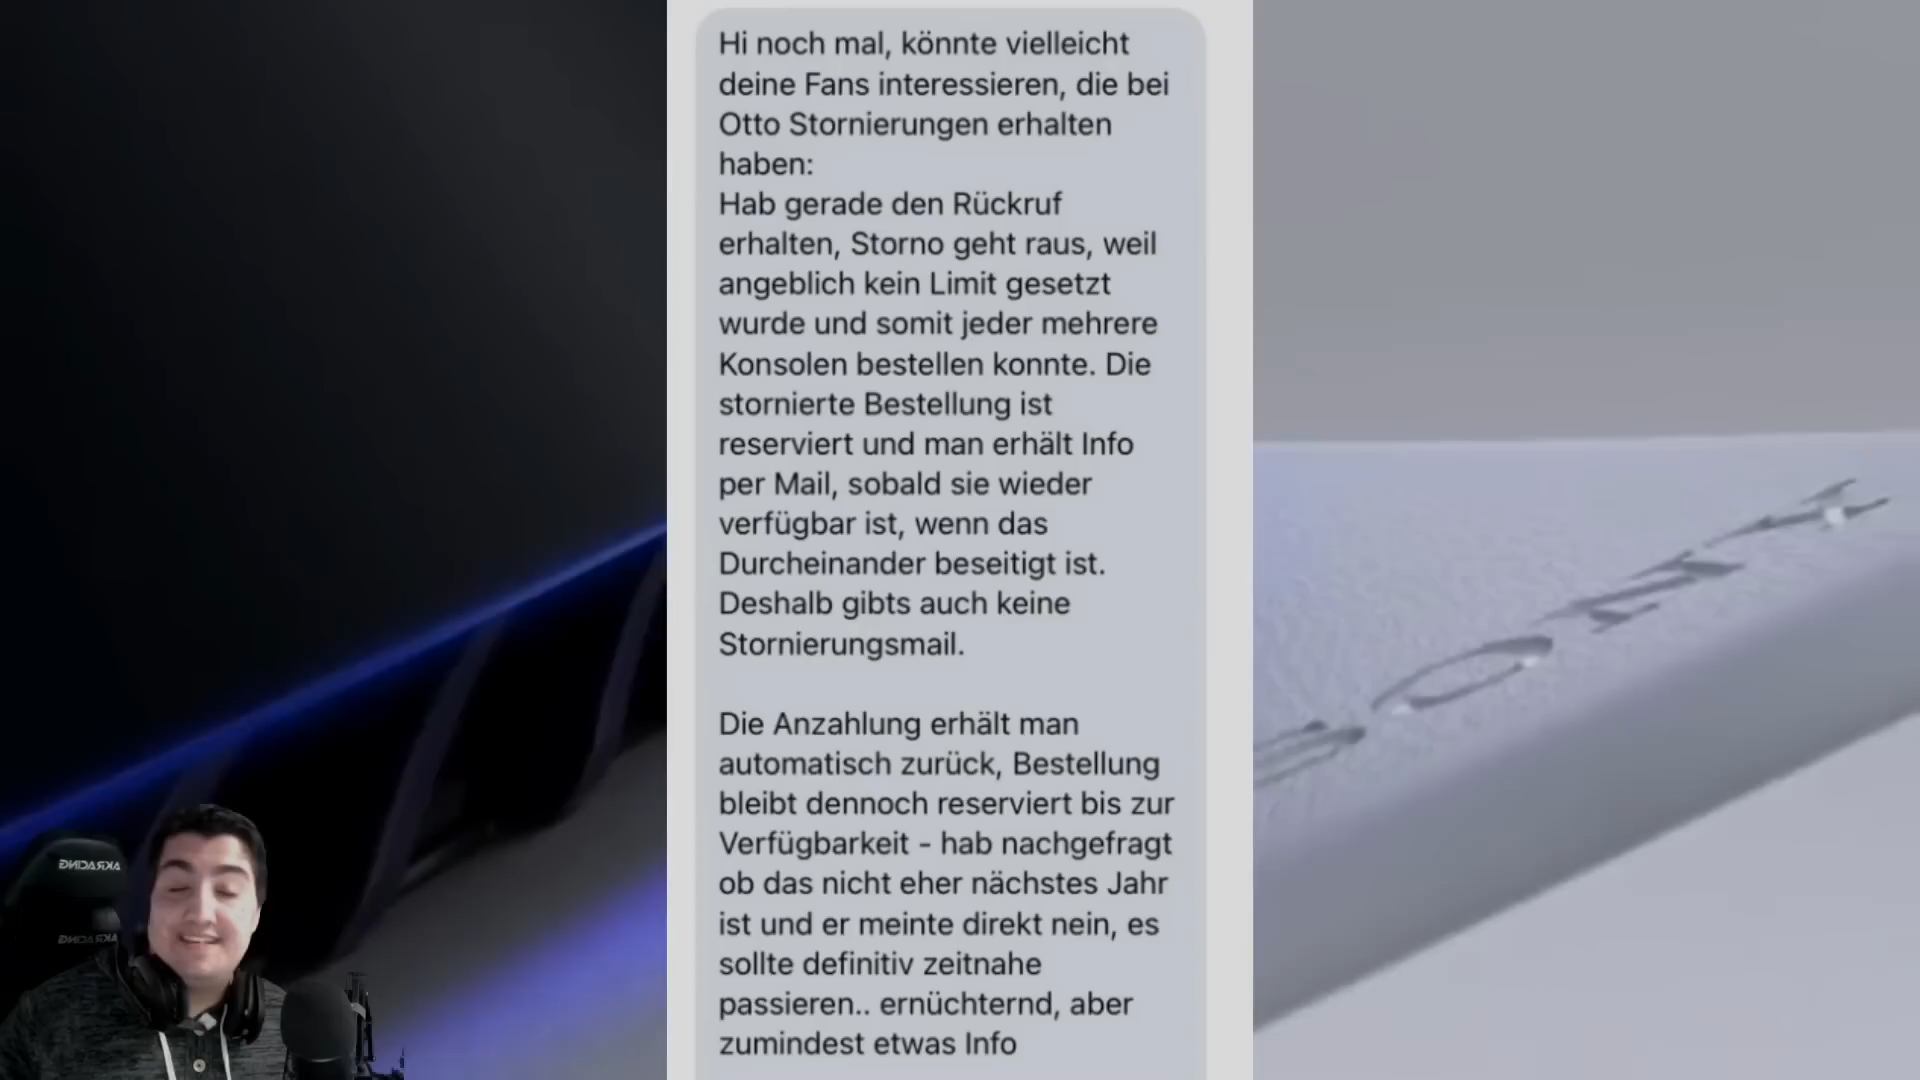 Hi noch mal, könnte vielleicht
deine Fans interessieren, die bei
Otto Stornierungen erhalten
haben:
Hab gerade den Rückruf
erhalten, Storno geht raus, weil
angeblich kein Limit gesetzt
wurde und somit jeder mehrere
Konsolen bestellen konnte. Die
stornierte Bestellung ist
reserviert und man erhält Info
per Mail, sobald sie wieder
verfügbar ist, wenn das
Durcheinander beseitigt ist.
Deshalb gibts auch keine
Stornierungsmail.
Die Anzahlung erhält man
automatisch zurück, Bestellung
bleibt dennoch reserviert bis zur
Verfügbarkeit - hab nachgefragt
ob das nicht eher nächstes Jahr
ist und er meinte direkt nein, es
sollte definitiv zeitnahe
passieren.. ernüchternd, aber
zumindest etwas Info
AKRACING
AKRACING